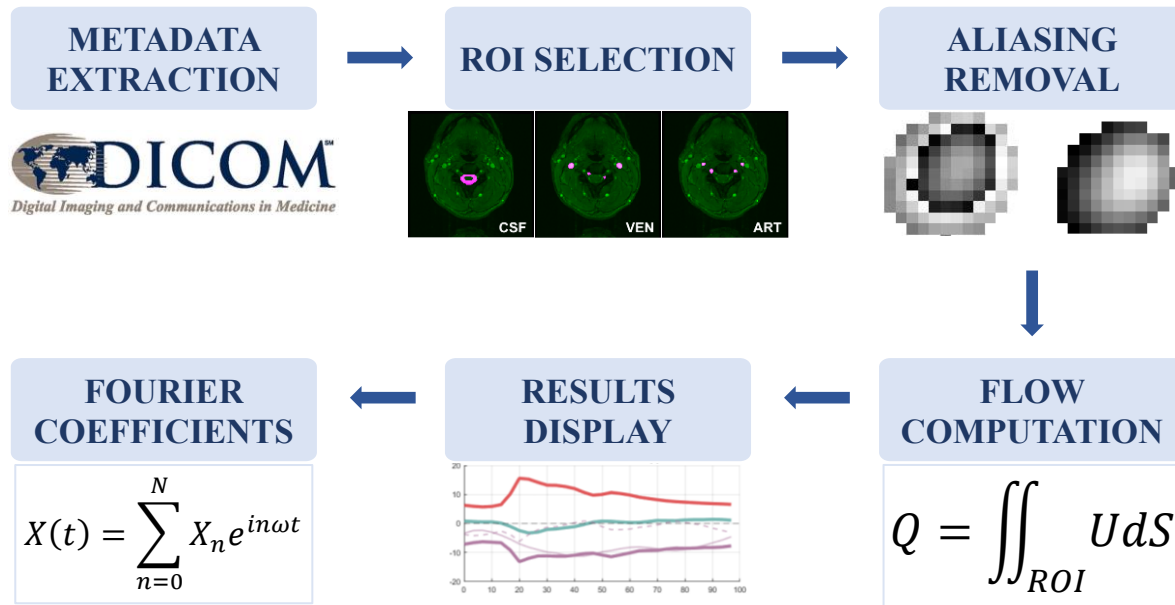 METADATA
EXTRACTION
ROI SELECTION
ALIASING
REMOVAL
DICOM SM
Digital Imaging and Communications in Medicine
CSF
VEN
ART
FOURIER
COEFFICIENTS
RESULTS
DISPLAY
FLOW
COMPUTATION
X(t) = ∑_{n=0}^{N} X_n e^{inωt}
20
10
0
-10
-20
0 10 20 30 40 50 60 70 80 90 100
Q = ∬_{ROI} UdS